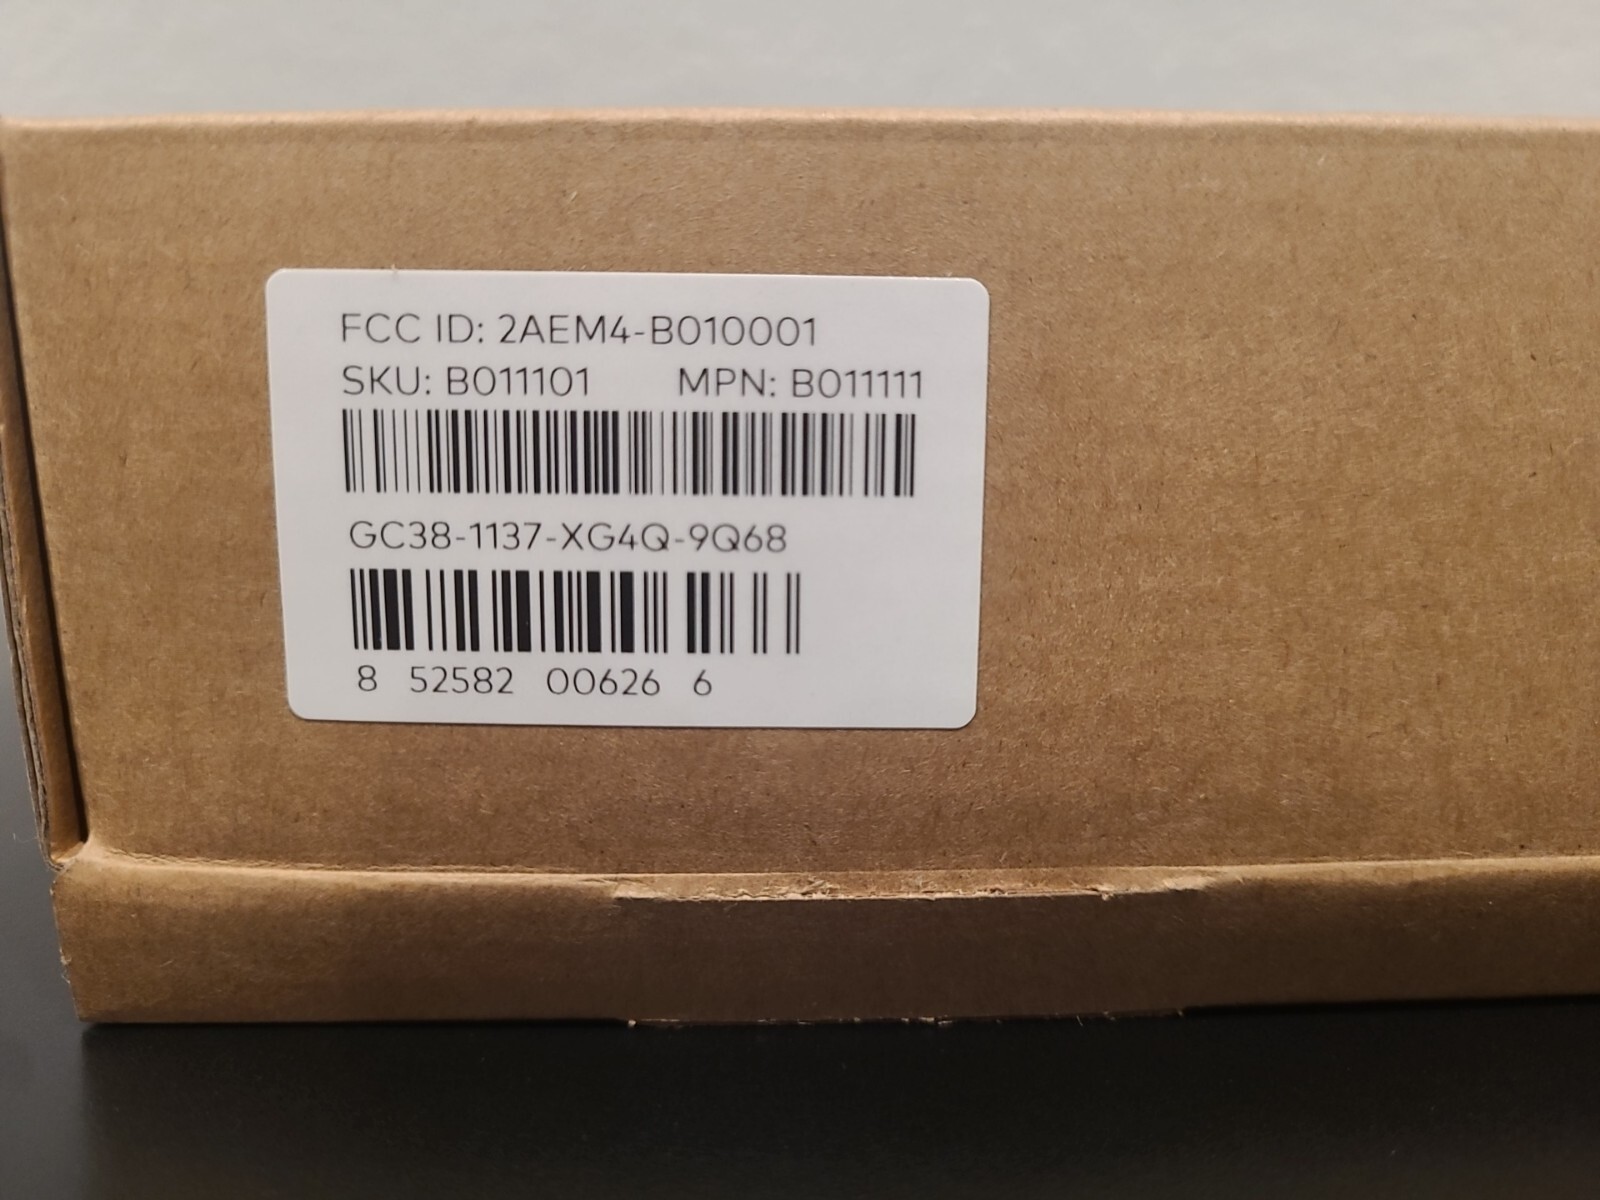 FCC ID: 2AEM4-B010001
SKU: B011101 MPN: B011111
GC38-1137-XG4Q-9Q68
8 52582 00626 6